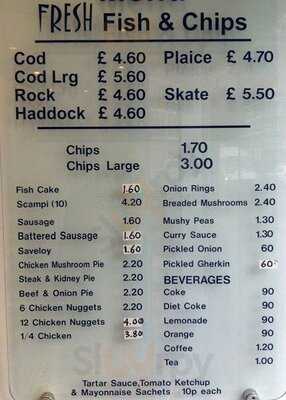 FRESH Fish & Chips
Cod £ 4.60 Plaice £ 4.70
Cod Lrg £ 5.60
Rock £ 4.60 Skate £ 5.50
Haddock £ 4.60
Chips 1.70
Chips Large 3.00
Fish Cake 1.60 Onion Rings 2.40
Scampi (10) 4.20 Breaded Mushrooms 2.40
Sausage 1.60 Mushy Peas 1.30
Battered Sausage 1.60 Curry Sauce 1.30
Saveloy 1.60 Pickled Onion 60
Chicken Mushroom Pie 2.20 Pickled Gherkin 60
Steak & Kidney Pie 2.20 BEVERAGES
Beef & Onion Pie 2.20 Coke 90
6 Chicken Nuggets 2.20 Diet Coke 90
12 Chicken Nuggets 4.00 Lemonade 90
1/4 Chicken 3.80 Orange 90
Coffee 1.20
Tea 1.00
Tartar Sauce,Tomato Ketchup
& Mayonnaise Sachets 10p each